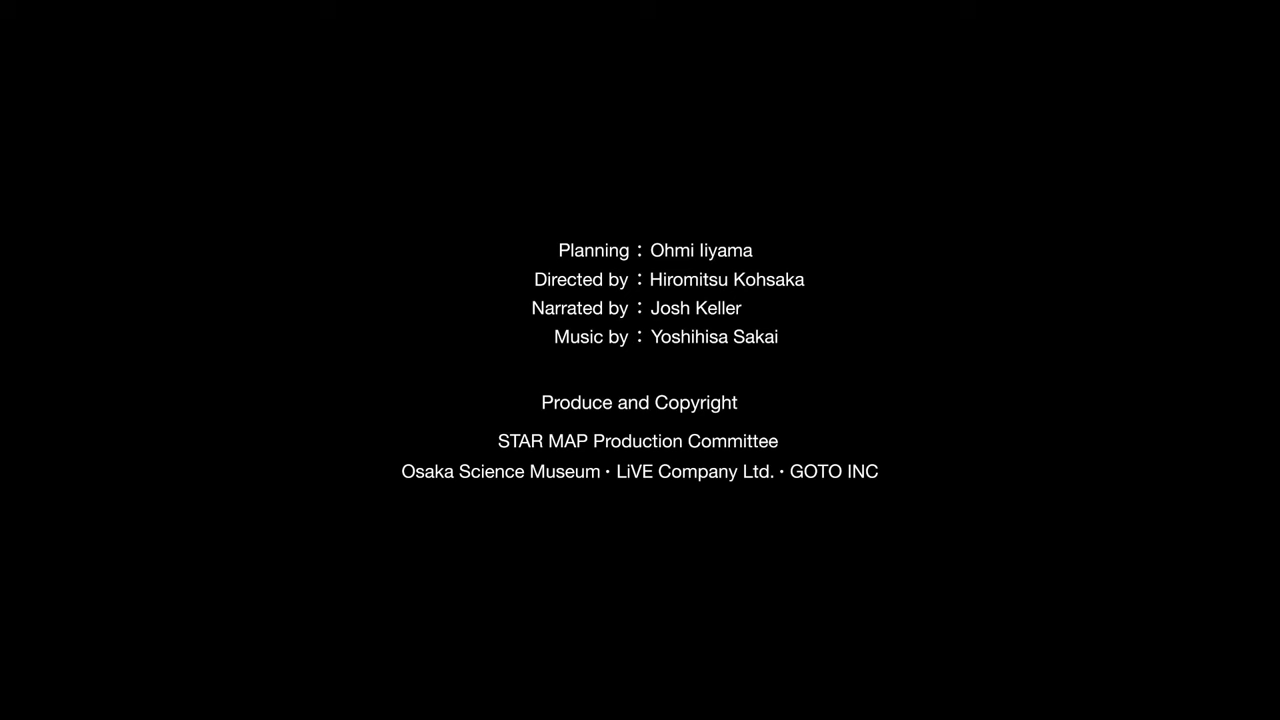 Planning：Ohmi Iiyama
Directed by：Hiromitsu Kohsaka
Narrated by：Josh Keller
Music by：Yoshihisa Sakai
Produce and Copyright
STAR MAP Production Committee
Osaka Science Museum・LiVE Company Ltd.・GOTO INC